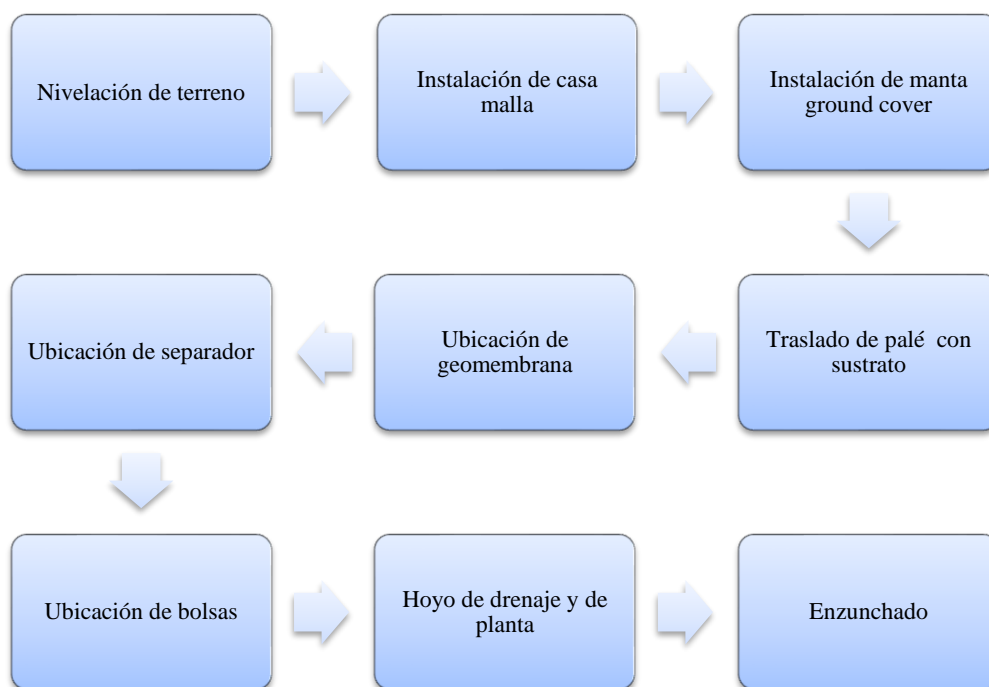 Nivelación de terreno
Instalación de casa
malla
Instalación de manta
ground cover
Traslado de palé con
sustrato
Ubicación de
geomembrana
Ubicación de separador
Ubicación de bolsas
Hoyo de drenaje y de
planta
Enzunchado